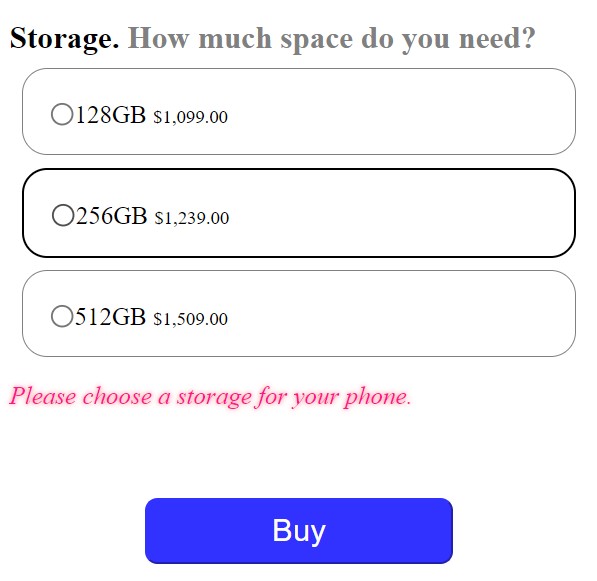 Storage. How much space do you need?
128GB $1,099.00
256GB $1,239.00
512GB $1,509.00
Please choose a storage for your phone.
Buy